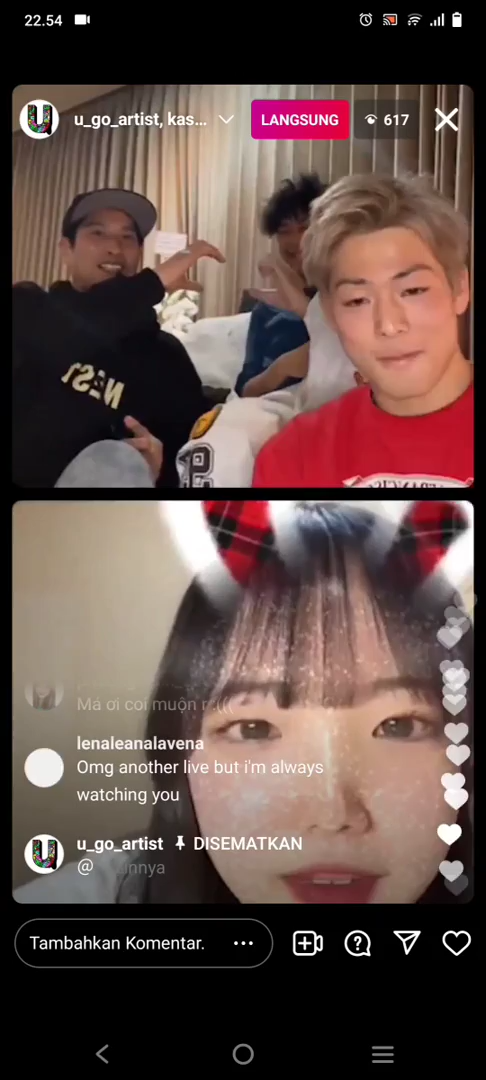 22.54
u_go_artist, kas...
LANGSUNG
617
NEST
Má ơi coi muộn r :(((
lenaleanalavena
Omg another live but i'm always
watching you
u_go_artist DISEMATKAN
@ innya
Tambahkan Komentar.